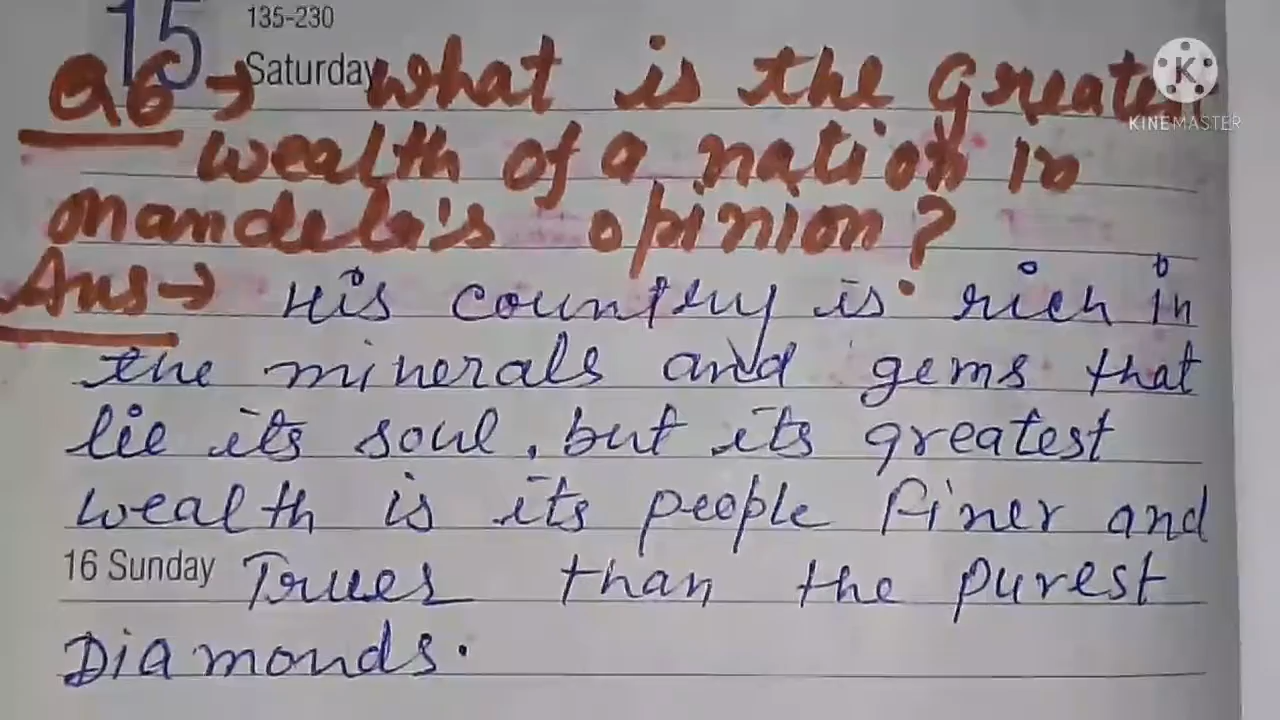 15
135-230
Saturday
Q6→ What is the Greatest
K
KINEMASTER
wealth of a nation in
mandela's opinion?
Ans→ His country is rich in
the minerals and gems that
lie its soul, but its greatest
wealth is its people finer and
16 Sunday Truer than the purest
Diamonds.